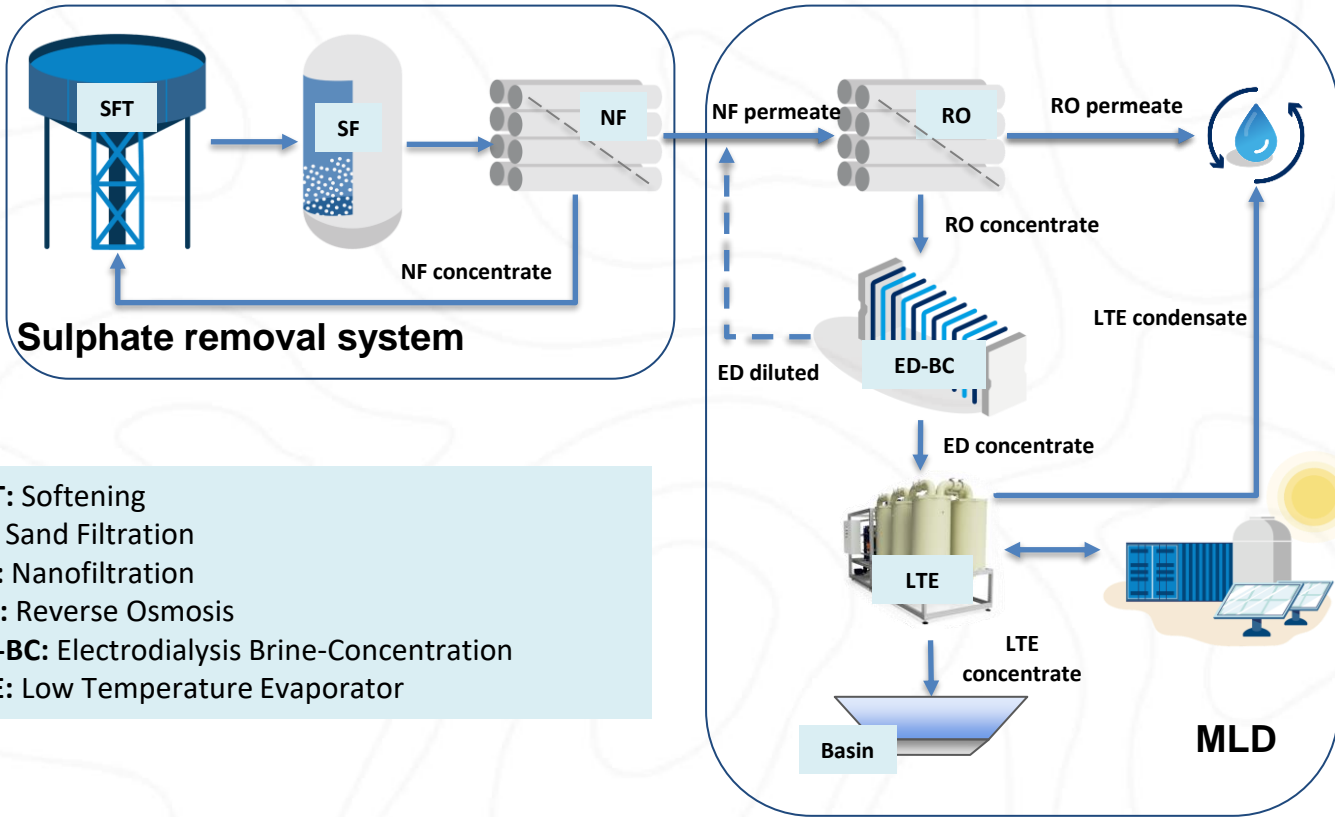 SFT
SF
NF
NF permeate
RO
RO permeate
NF concentrate
RO concentrate
Sulphate removal system
LTE condensate
ED diluted
ED-BC
ED concentrate
T: Softening
Sand Filtration
: Nanofiltration
: Reverse Osmosis
-BC: Electrodialysis Brine-Concentration
E: Low Temperature Evaporator
LTE
LTE
concentrate
Basin
MLD